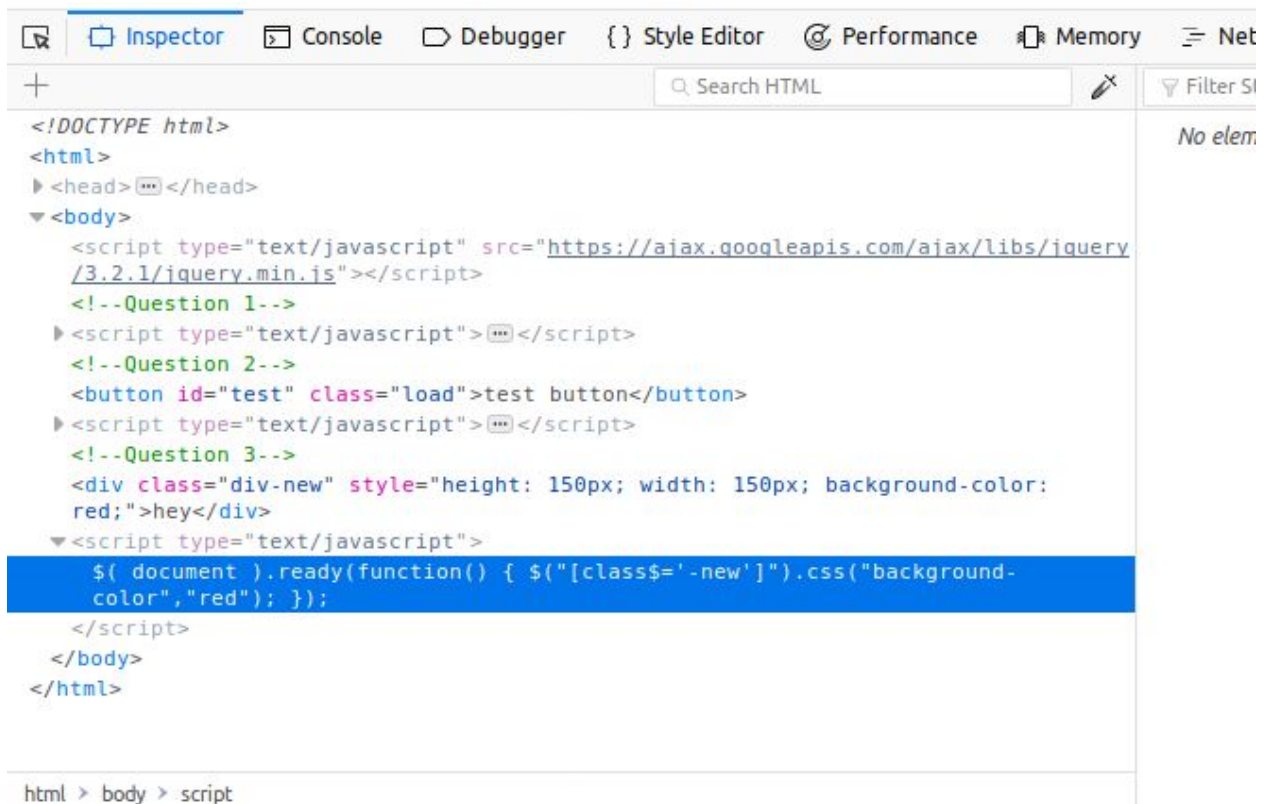 Inspector Console Debugger { } Style Editor Performance Memory Net
+ Search HTML Filter St
<!DOCTYPE html> No elem
<html>
<head></head>
<body>
<script type="text/javascript" src="https://ajax.googleapis.com/ajax/libs/jquery
/3.2.1/jquery.min.js"></script>
<!--Question 1-->
<script type="text/javascript"></script>
<!--Question 2-->
<button id="test" class="load">test button</button>
<script type="text/javascript"></script>
<!--Question 3-->
<div class="div-new" style="height: 150px; width: 150px; background-color:
red;">hey</div>
<script type="text/javascript">
$( document ).ready(function() { $("[class$='-new']").css("background-
color","red"); });
</script>
</body>
</html>
html > body > script